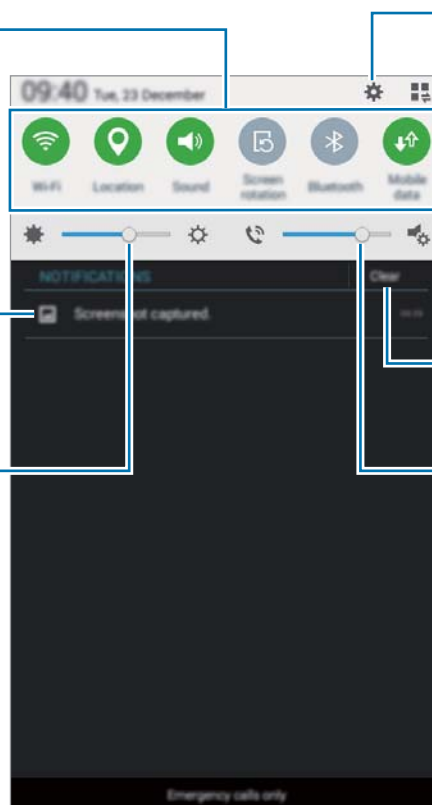 09:40 Tue, 23 December
Wi-Fi
Location
Sound
Screen
rotation
Bluetooth
Mobile
data
NOTIFICATIONS
Clear
Screenshot captured.
Emergency calls only